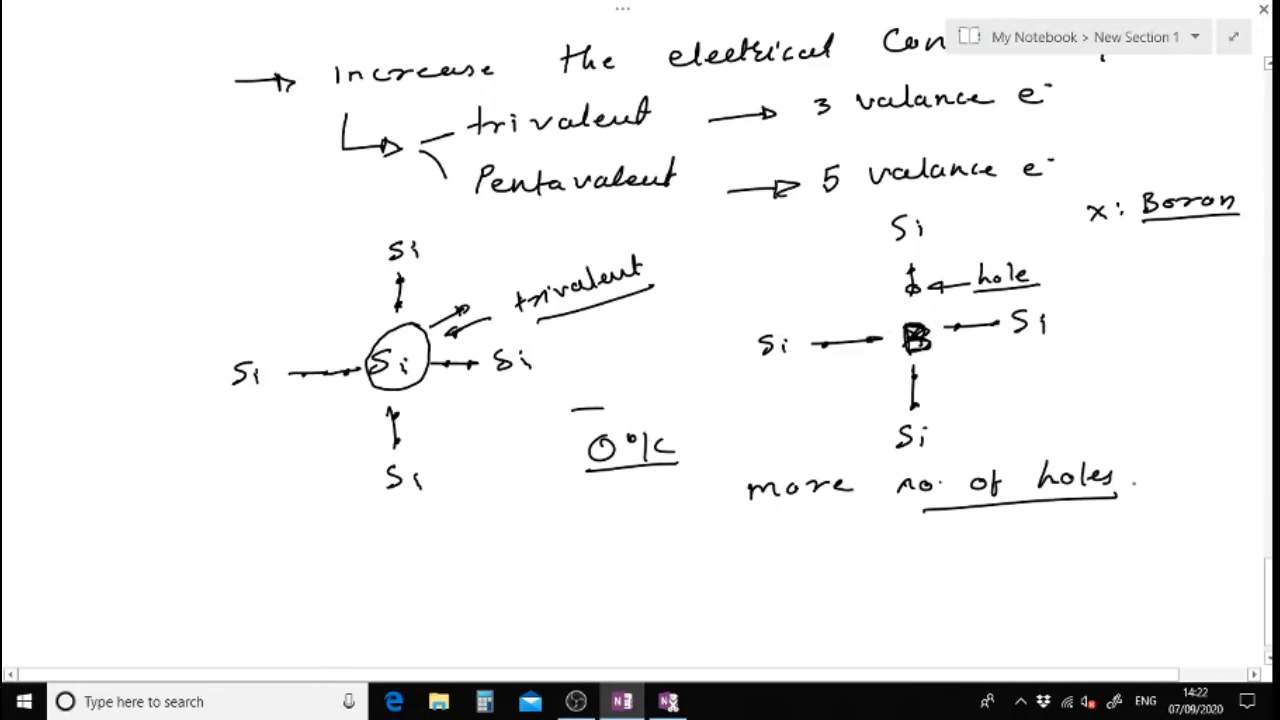 My Notebook > New Section 1
→ increase the electrical Con
trivalent → 3 valance e⁻
Pentavalent → 5 valance e⁻
x: Boron
Si
Si
trivalent
hole
Si Si Si
Si B Si
0°K
Si
Si
more no. of holes
Type here to search
ENG
14:22
07/09/2020